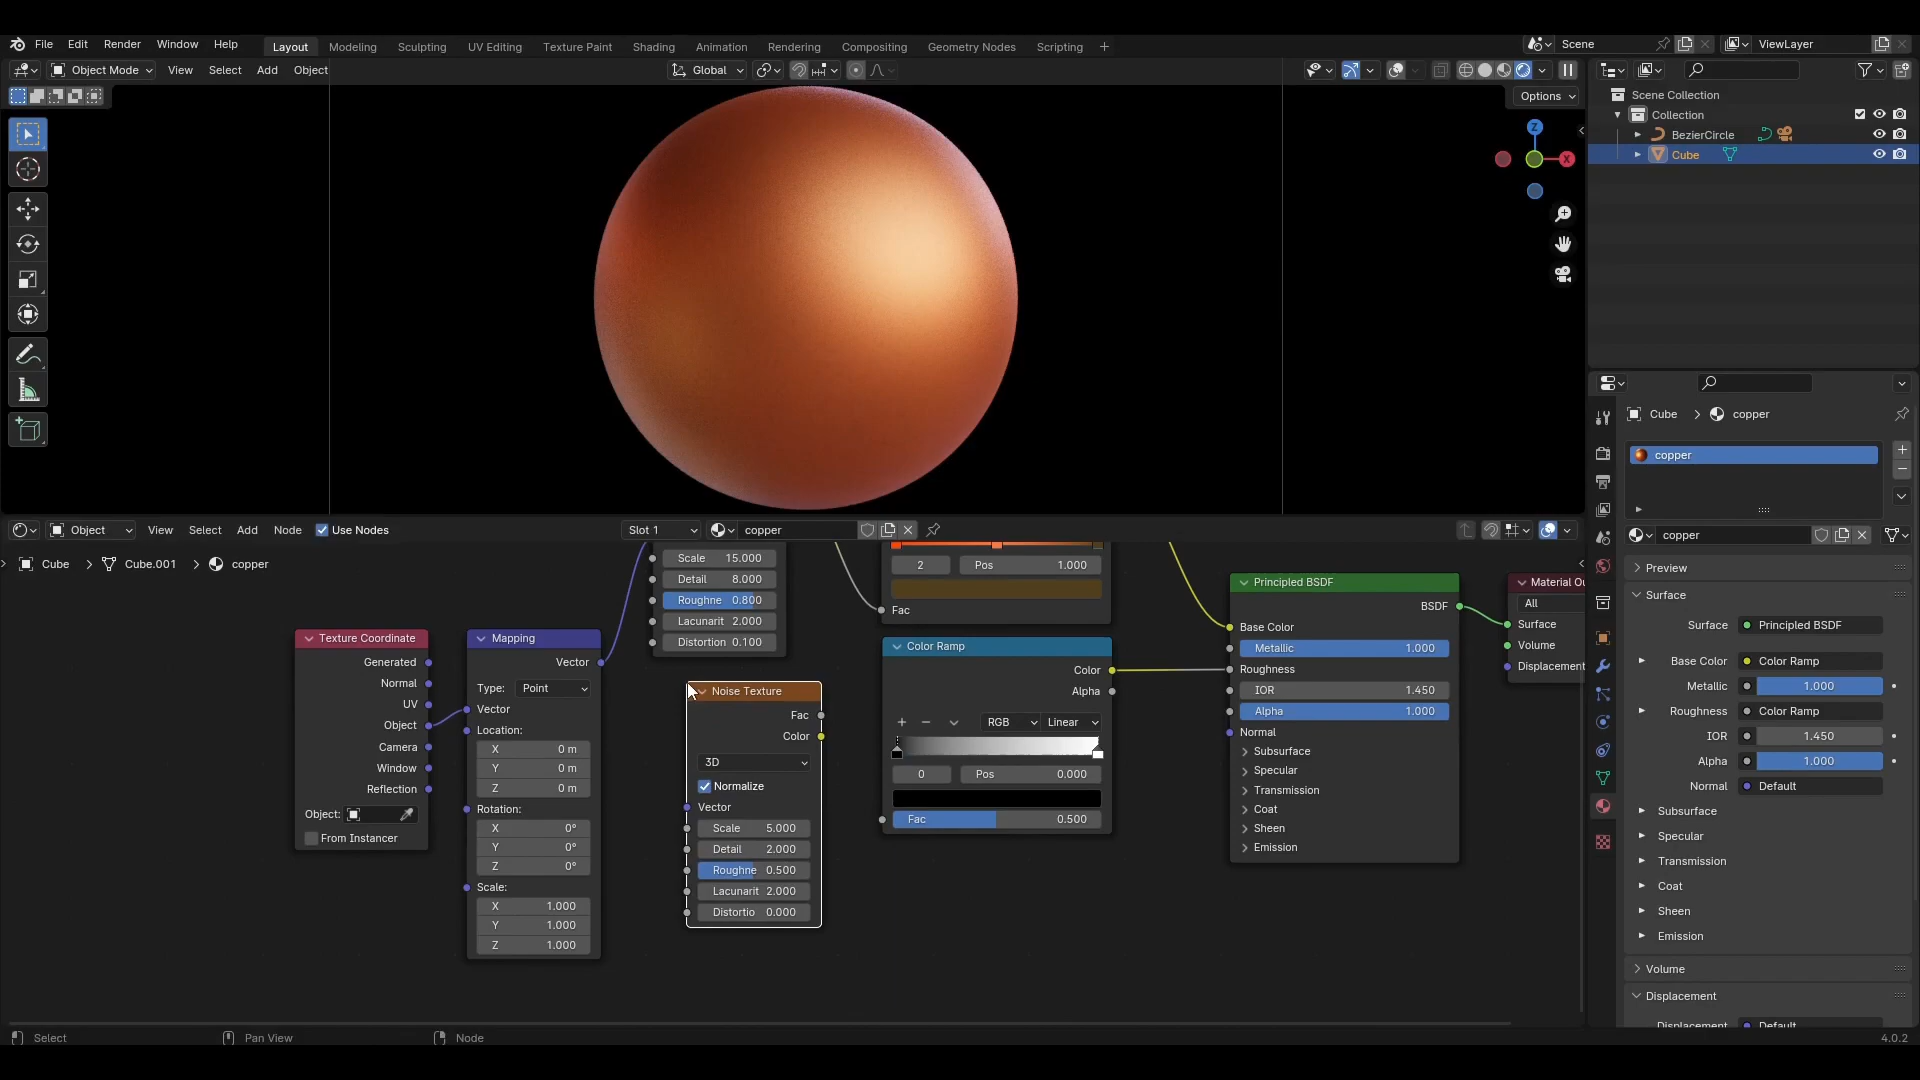 File Edit Render Window Help Layout Modeling Sculpting UV Editing Texture Paint Shading Animation Rendering Compositing Geometry Nodes Scripting + Scene ViewLayer
Object Mode View Select Add Object Global
Options
Z
X
Scene Collection
Collection
BezierCircle
Cube
Cube > copper
copper
copper
Preview
Surface
Surface Principled BSDF
Base Color Color Ramp
Metallic 1.000
Roughness Color Ramp
IOR 1.450
Alpha 1.000
Normal Default
Subsurface
Specular
Transmission
Coat
Sheen
Emission
Volume
Displacement
Displacement Default
Object View Select Add Node Use Nodes Slot 1 copper
Cube > Cube.001 > copper
Texture Coordinate
Generated
Normal
UV
Object
Camera
Window
Reflection
Object:
From Instancer
Mapping
Vector
Type: Point
Vector
Location:
X 0 m
Y 0 m
Z 0 m
Rotation:
X 0°
Y 0°
Z 0°
Scale:
X 1.000
Y 1.000
Z 1.000
Scale 15.000
Detail 8.000
Roughne 0.800
Lacunarit 2.000
Distortion 0.100
Noise Texture
Fac
Color
3D
Normalize
Vector
Scale 5.000
Detail 2.000
Roughne 0.500
Lacunarit 2.000
Distortio 0.000
2 Pos 1.000
Fac
Color Ramp
Color
Alpha
+ − RGB Linear
0 Pos 0.000
Fac 0.500
Principled BSDF
BSDF
Base Color
Metallic 1.000
Roughness
IOR 1.450
Alpha 1.000
Normal
Subsurface
Specular
Transmission
Coat
Sheen
Emission
Material Ou
All
Surface
Volume
Displacement
Select Pan View Node 4.0.2